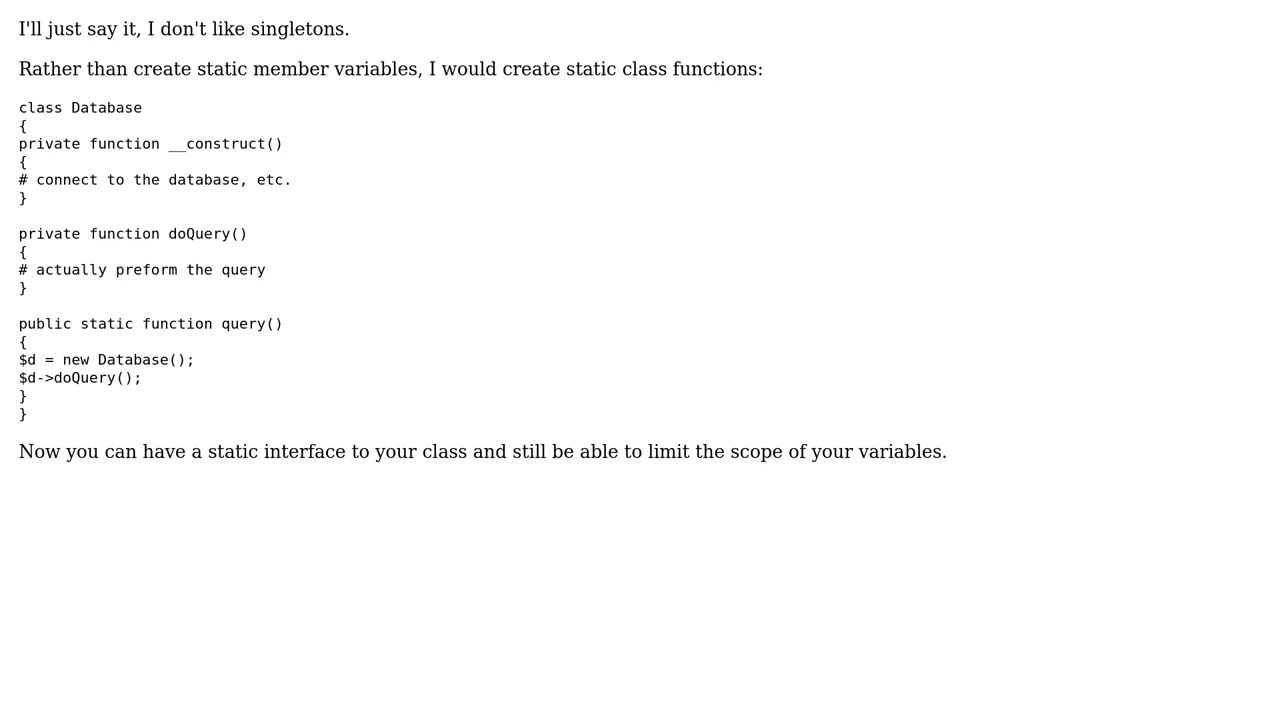 I'll just say it, I don't like singletons.
Rather than create static member variables, I would create static class functions:
class Database
{
private function __construct()
{
# connect to the database, etc.
}
private function doQuery()
{
# actually preform the query
}
public static function query()
{
$d = new Database();
$d->doQuery();
}
}
Now you can have a static interface to your class and still be able to limit the scope of your variables.